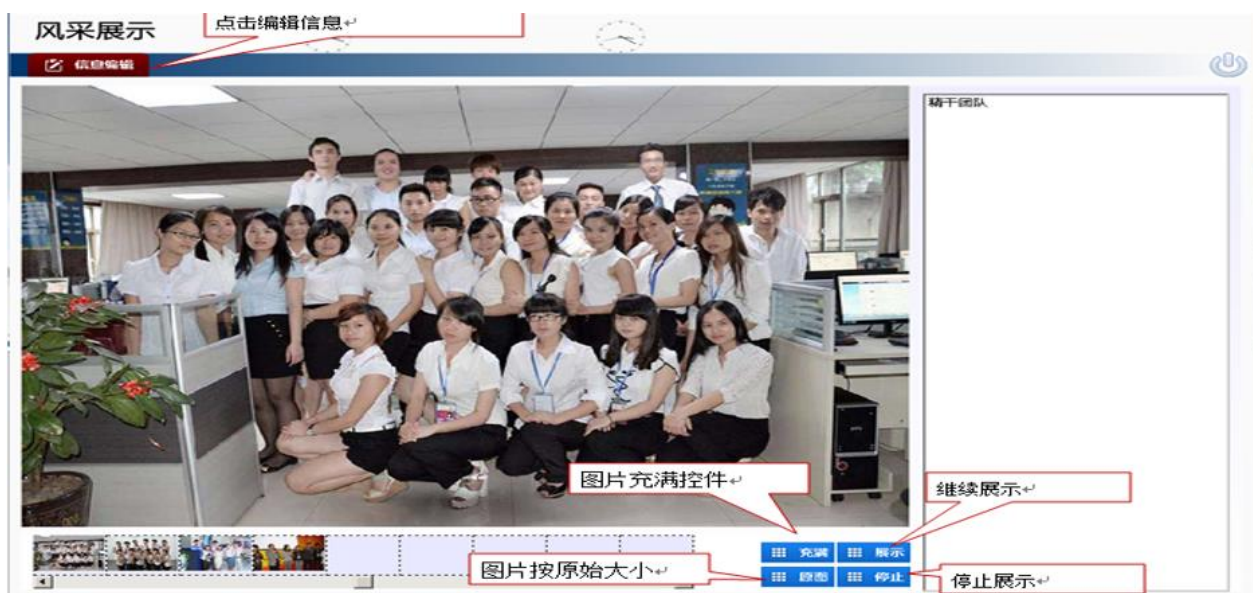 点击编辑信息
风采展示
信息编辑
精干团队
图片充满控件
继续展示
充满 展示
图片按原始大小
原图 停止
停止展示